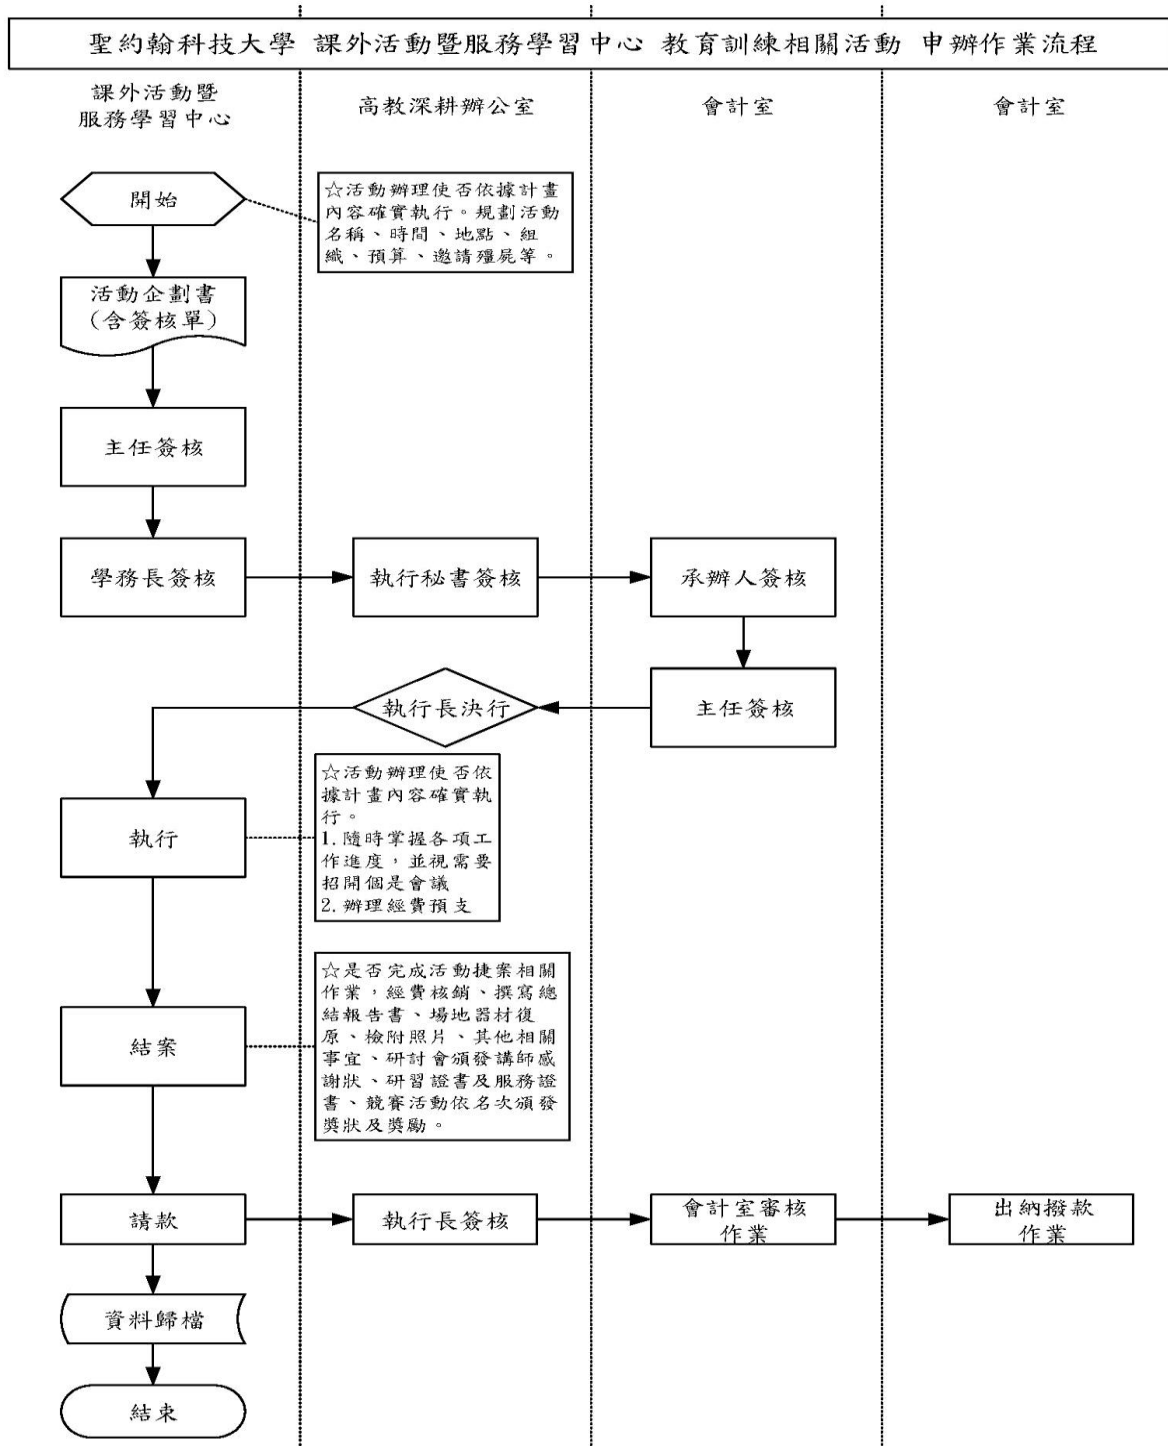 聖約翰科技大學 課外活動暨服務學習中心 教育訓練相關活動 申辦作業流程
課外活動暨
服務學習中心
高教深耕辦公室
會計室
會計室
開始
☆活動辦理使否依據計畫
內容確實執行。規劃活動
名稱、時間、地點、組
織、預算、邀請殭屍等。
活動企劃書
(含簽核單)
主任簽核
學務長簽核
執行秘書簽核
承辦人簽核
執行長決行
主任簽核
☆活動辦理使否依
據計畫內容確實執
行。
1.隨時掌握各項工
作進度，並視需要
招開個是會議
2.辦理經費預支
執行
☆是否完成活動捷案相關
作業，經費核銷、撰寫總
結報告書、場地器材復
原、檢附照片、其他相關
事宜、研討會頒發講師感
謝狀、研習證書及服務證
書、競賽活動依名次頒發
獎狀及獎勵。
結案
請款
執行長簽核
會計室審核
作業
出納撥款
作業
資料歸檔
結束